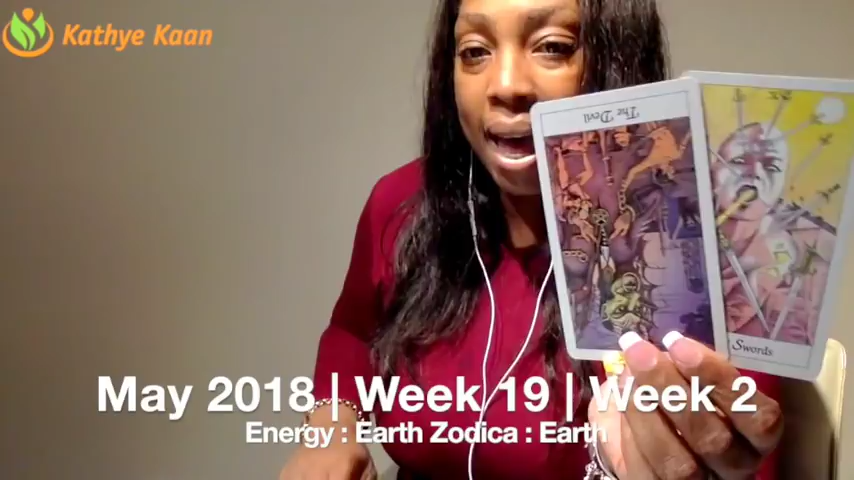 Kathye Kaan
The Devil
Swords
May 2018 | Week 19 | Week 2
Energy : Earth Zodica : Earth